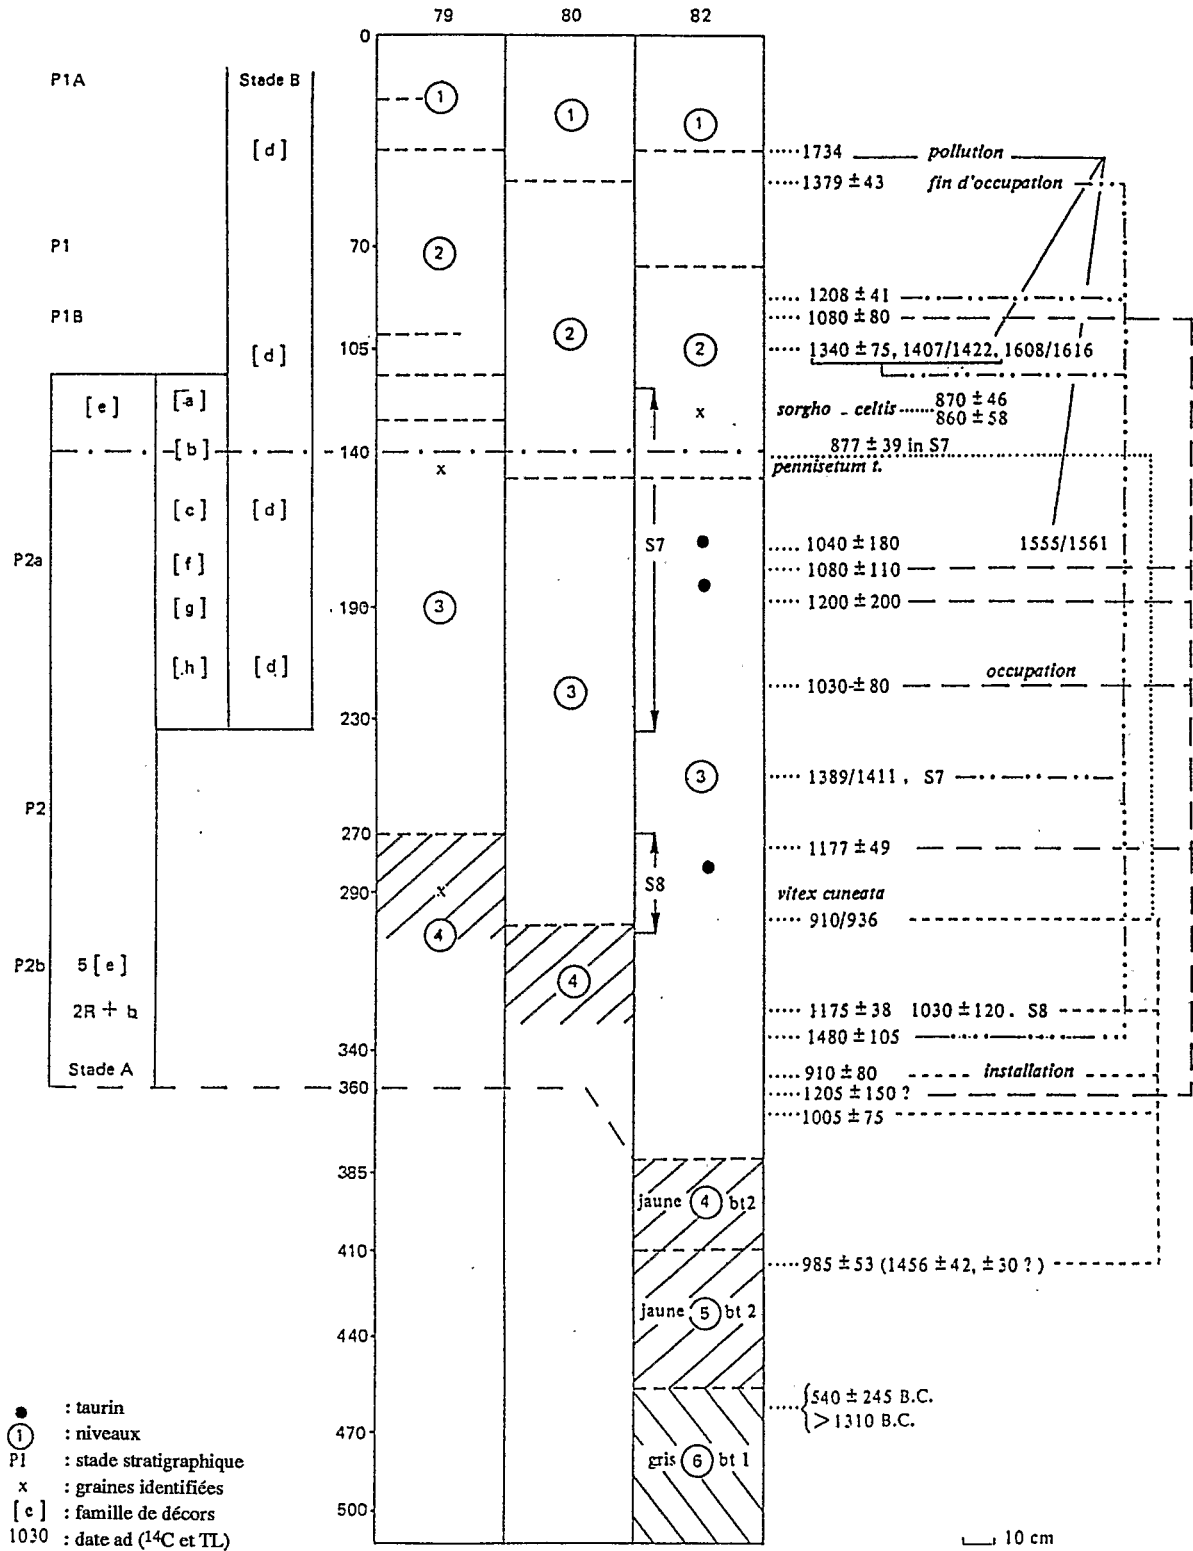 79 80 82
0
P1A Stade B
1 1 1
[d]
1734 pollution
1379 ± 43 fin d'occupation
P1 70 2
1208 ± 41
P1B 1080 ± 80
[d] 105 2 2 1340 ± 75, 1407/1422, 1608/1616
[e] [a] x sorgho - celtis 870 ± 46
860 ± 58
[b] 140 877 ± 39 in S7
x pennisetum t.
[c] [d]
S7 1040 ± 180 1555/1561
P2a [f] 1080 ± 110
[g] 190 3 1200 ± 200
[h] [d] 3 1030 ± 80 occupation
230
3 1389/1411, S7
P2
270 1177 ± 49
290 x S8 vitex cuneata
910/936
4
P2b 5 [e] 4
2R + b 1175 ± 38 1030 ± 120. S8
340 1480 ± 105
Stade A 910 ± 80 installation
360 1205 ± 150 ?
1005 ± 75
385
jaune 4 bt2
410 985 ± 53 (1456 ± 42, ± 30 ?)
jaune 5 bt 2
440
540 ± 245 B.C.
> 1310 B.C.
470
gris 6 bt 1
500
● : taurin
1 : niveaux
P1 : stade stratigraphique
x : graines identifiées
[e] : famille de décors
1030 : date ad (14C et TL)
10 cm